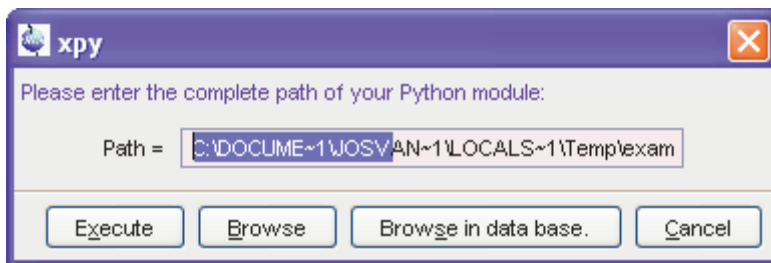 xpy
Please enter the complete path of your Python module:
Path = C:\DOCUME~1\JOSVAN~1\LOCALS~1\Temp\exam
Execute Browse Browse in data base. Cancel